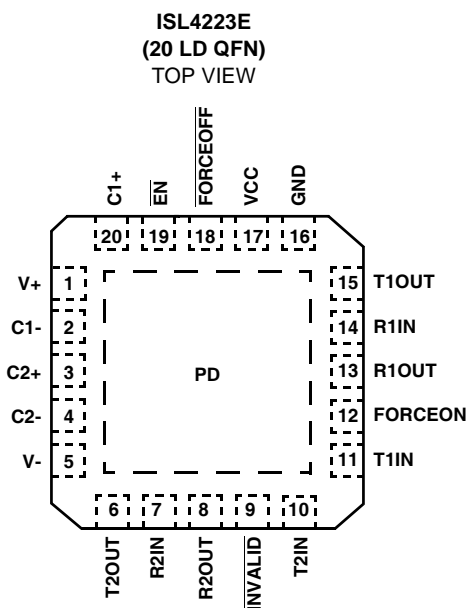 ISL4223E
(20 LD QFN)
TOP VIEW
C1+
EN
FORCEOFF
VCC
GND
20 19 18 17 16
V+ 1
C1- 2
C2+ 3
C2- 4
V- 5
PD
15 T1OUT
14 R1IN
13 R1OUT
12 FORCEON
11 T1IN
6 7 8 9 10
T2OUT
R2IN
R2OUT
INVALID
T2IN